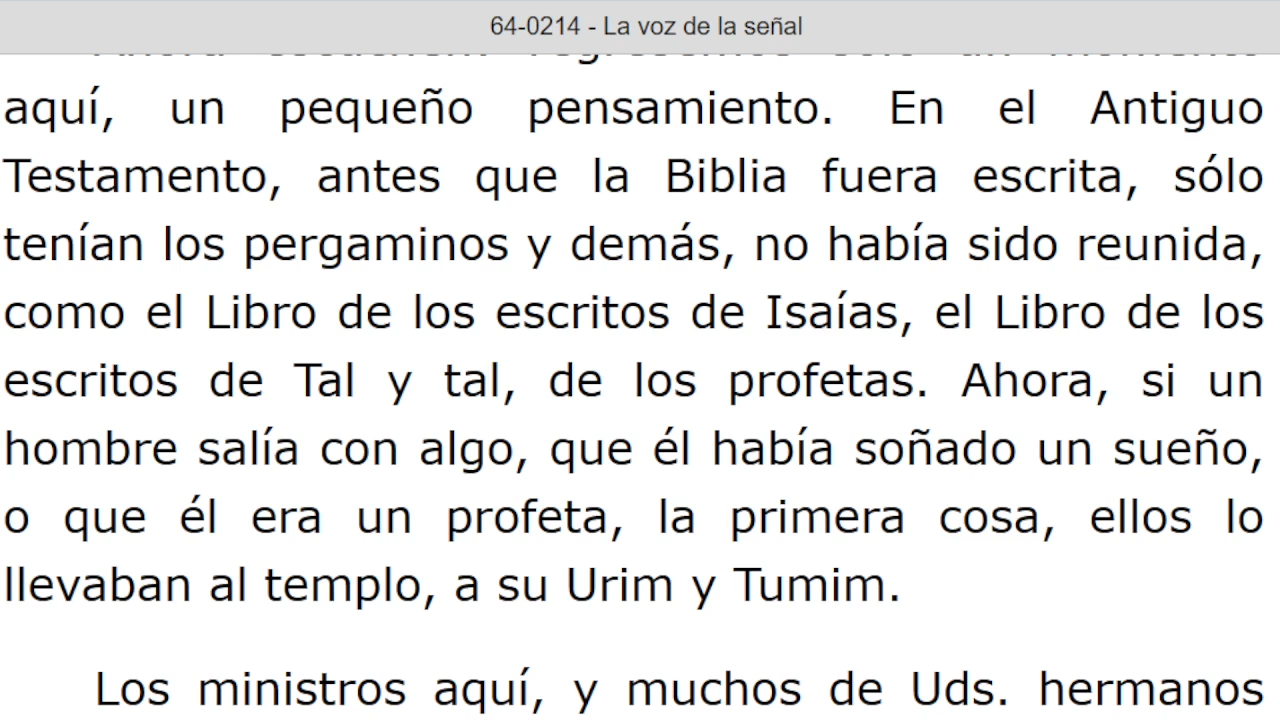 64-0214 - La voz de la señal
aquí, un pequeño pensamiento. En el Antiguo
Testamento, antes que la Biblia fuera escrita, sólo
tenían los pergaminos y demás, no había sido reunida,
como el Libro de los escritos de Isaías, el Libro de los
escritos de Tal y tal, de los profetas. Ahora, si un
hombre salía con algo, que él había soñado un sueño,
o que él era un profeta, la primera cosa, ellos lo
llevaban al templo, a su Urim y Tumim.
Los ministros aquí, y muchos de Uds. hermanos